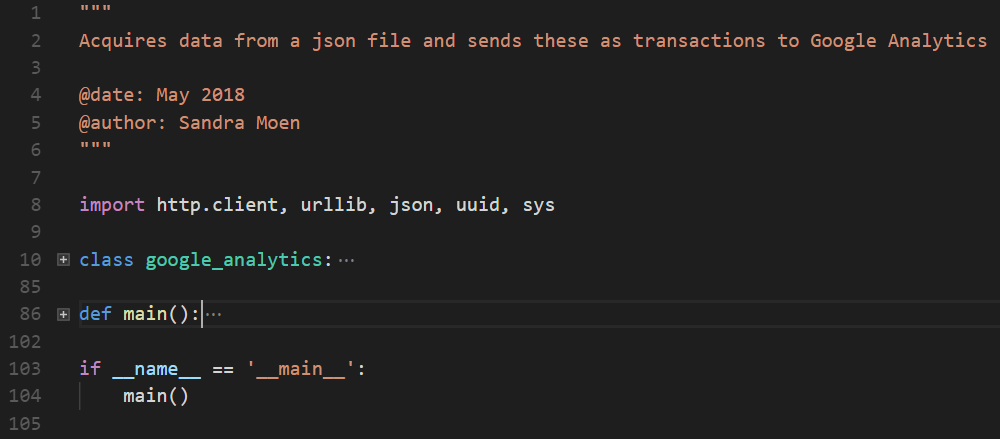 1 """
2 Acquires data from a json file and sends these as transactions to Google Analytics
3
4 @date: May 2018
5 @author: Sandra Moen
6 """
7
8 import http.client, urllib, json, uuid, sys
9
10 class google_analytics:···
85
86 def main():···
102
103 if __name__ == '__main__':
104     main()
105